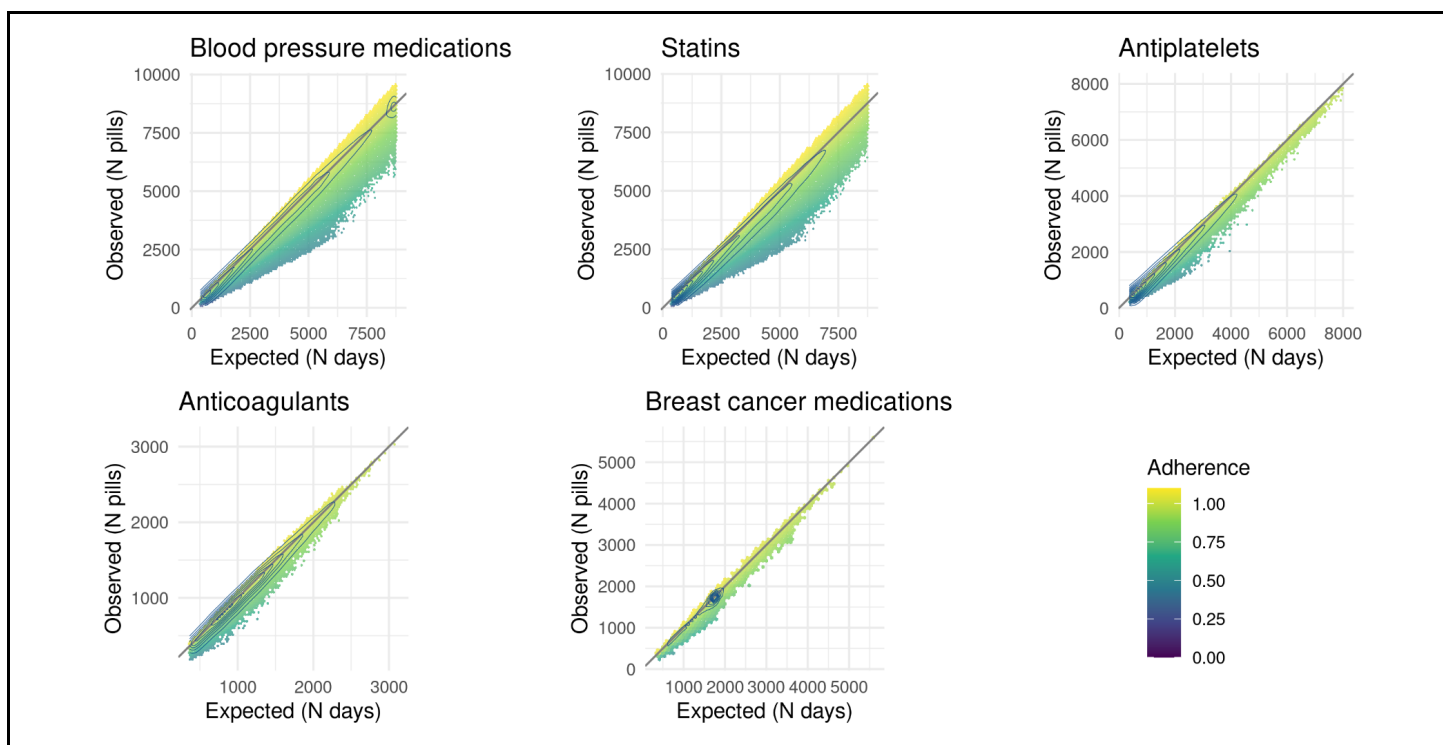 Blood pressure medications
Observed (N pills)
10000
7500
5000
2500
0
0 2500 5000 7500
Expected (N days)
Statins
Observed (N pills)
10000
7500
5000
2500
0
0 2500 5000 7500
Expected (N days)
Antiplatelets
Observed (N pills)
8000
6000
4000
2000
0
0 2000 4000 6000 8000
Expected (N days)
Anticoagulants
Observed (N pills)
3000
2000
1000
1000 2000 3000
Expected (N days)
Breast cancer medications
Observed (N pills)
5000
4000
3000
2000
1000
0
1000 2000 3000 4000 5000
Expected (N days)
Adherence
1.00
0.75
0.50
0.25
0.00